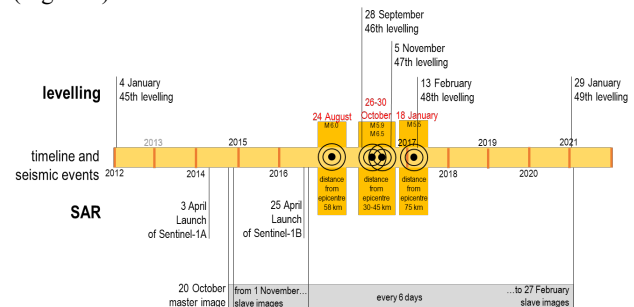 28 September
46th levelling
5 November
47th levelling
4 January
45th levelling
levelling
13 February
48th levelling
29 January
49th levelling
26-30
October
24 August
18 January
M6.0
M5.9
M6.5
M5.5
2013
2015
2017
2019
2021
timeline and
seismic events
2012
2014
2016
2018
2020
distance
from
epicentre
58 km
distance
from
epicentre
30-45 km
distance
from
epicentre
75 km
SAR
3 April
Launch
of Sentinel-1A
25 April
Launch
of Sentinel-1B
20 October
master image
from 1 November...
slave images
every 6 days
...to 27 February
slave images